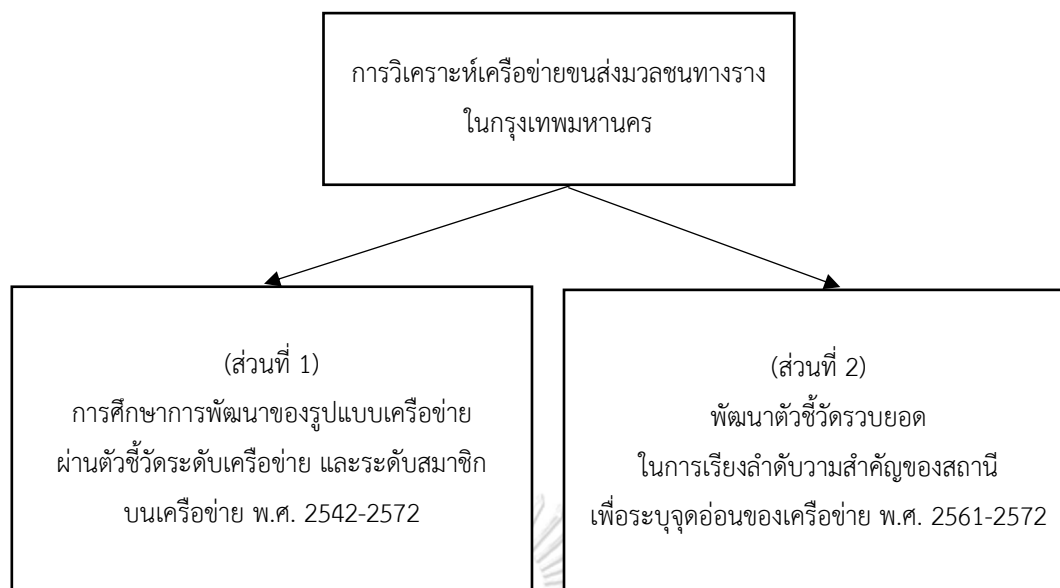 การวิเคราะห์เครือข่ายขนส่งมวลชนทางราง
ในกรุงเทพมหานคร
(ส่วนที่ 1)
การศึกษาการพัฒนาของรูปแบบเครือข่าย
ผ่านตัวชี้วัดระดับเครือข่าย และระดับสมาชิก
บนเครือข่าย พ.ศ. 2542-2572
(ส่วนที่ 2)
พัฒนาตัวชี้วัดรวบยอด
ในการเรียงลำดับวามสำคัญของสถานี
เพื่อระบุจุดอ่อนของเครือข่าย พ.ศ. 2561-2572